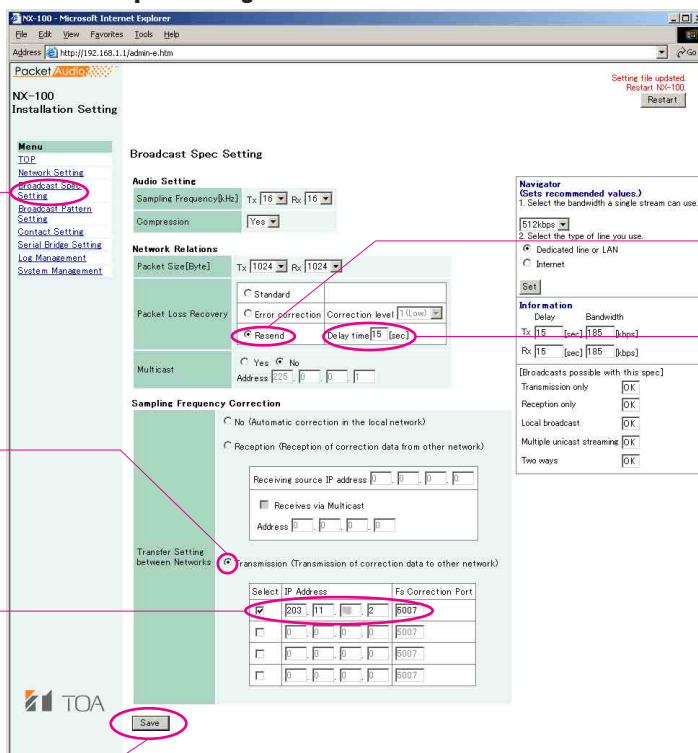 NX-100 - Microsoft Internet Explorer
File Edit View Favorites Tools Help
Address http://192.168.1.1/admin-e.htm Go
Packet Audio
NX-100
Installation Setting
Setting file updated.
Restart NX-100.
Restart
Menu
TOP
Network Setting
Broadcast Spec
Setting
Broadcast Pattern
Setting
Contact Setting
Serial Bridge Setting
Log Management
System Management
Broadcast Spec Setting
Audio Setting
Sampling Frequency[kHz] Tx 16 Rx 16
Compression Yes
Network Relations
Packet Size[Byte] Tx 1024 Rx 1024
Packet Loss Recovery
Standard
Error correction Correction level 1(Low)
Resend Delay time 15 [sec]
Multicast Yes No
Address 225 . 0 . 0 . 1
Sampling Frequency Correction
Transfer Setting
between Networks
No (Automatic correction in the local network)
Reception (Reception of correction data from other network)
Receiving source IP address 0 . 0 . 0 . 0
Receives via Multicast
Address 0 . 0 . 0 . 0
Transmission (Transmission of correction data to other network)
Select IP Address Fs Correction Port
203 . 11 . . 2 5007
0 . 0 . 0 . 0 5007
0 . 0 . 0 . 0 5007
0 . 0 . 0 . 0 5007
Save
Navigator
(Sets recommended values.)
1. Select the bandwidth a single stream can use.
512kbps
2. Select the type of line you use.
Dedicated line or LAN
Internet
Set
Information
Delay Bandwidth
Tx 15 [sec] 185 [kbps]
Rx 15 [sec] 185 [kbps]
[Broadcasts possible with this spec]
Transmission only OK
Reception only OK
Local broadcast OK
Multiple unicast streaming OK
Two ways OK
TOA